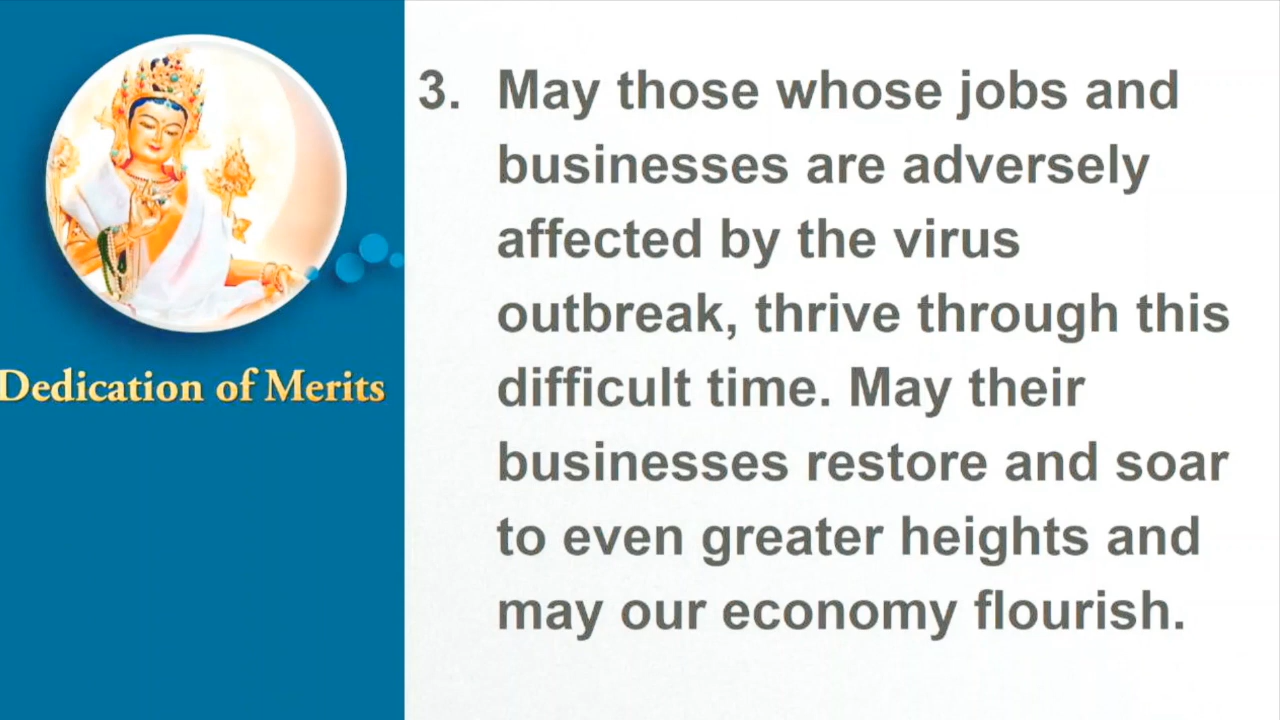 Dedication of Merits
3. May those whose jobs and
businesses are adversely
affected by the virus
outbreak, thrive through this
difficult time. May their
businesses restore and soar
to even greater heights and
may our economy flourish.